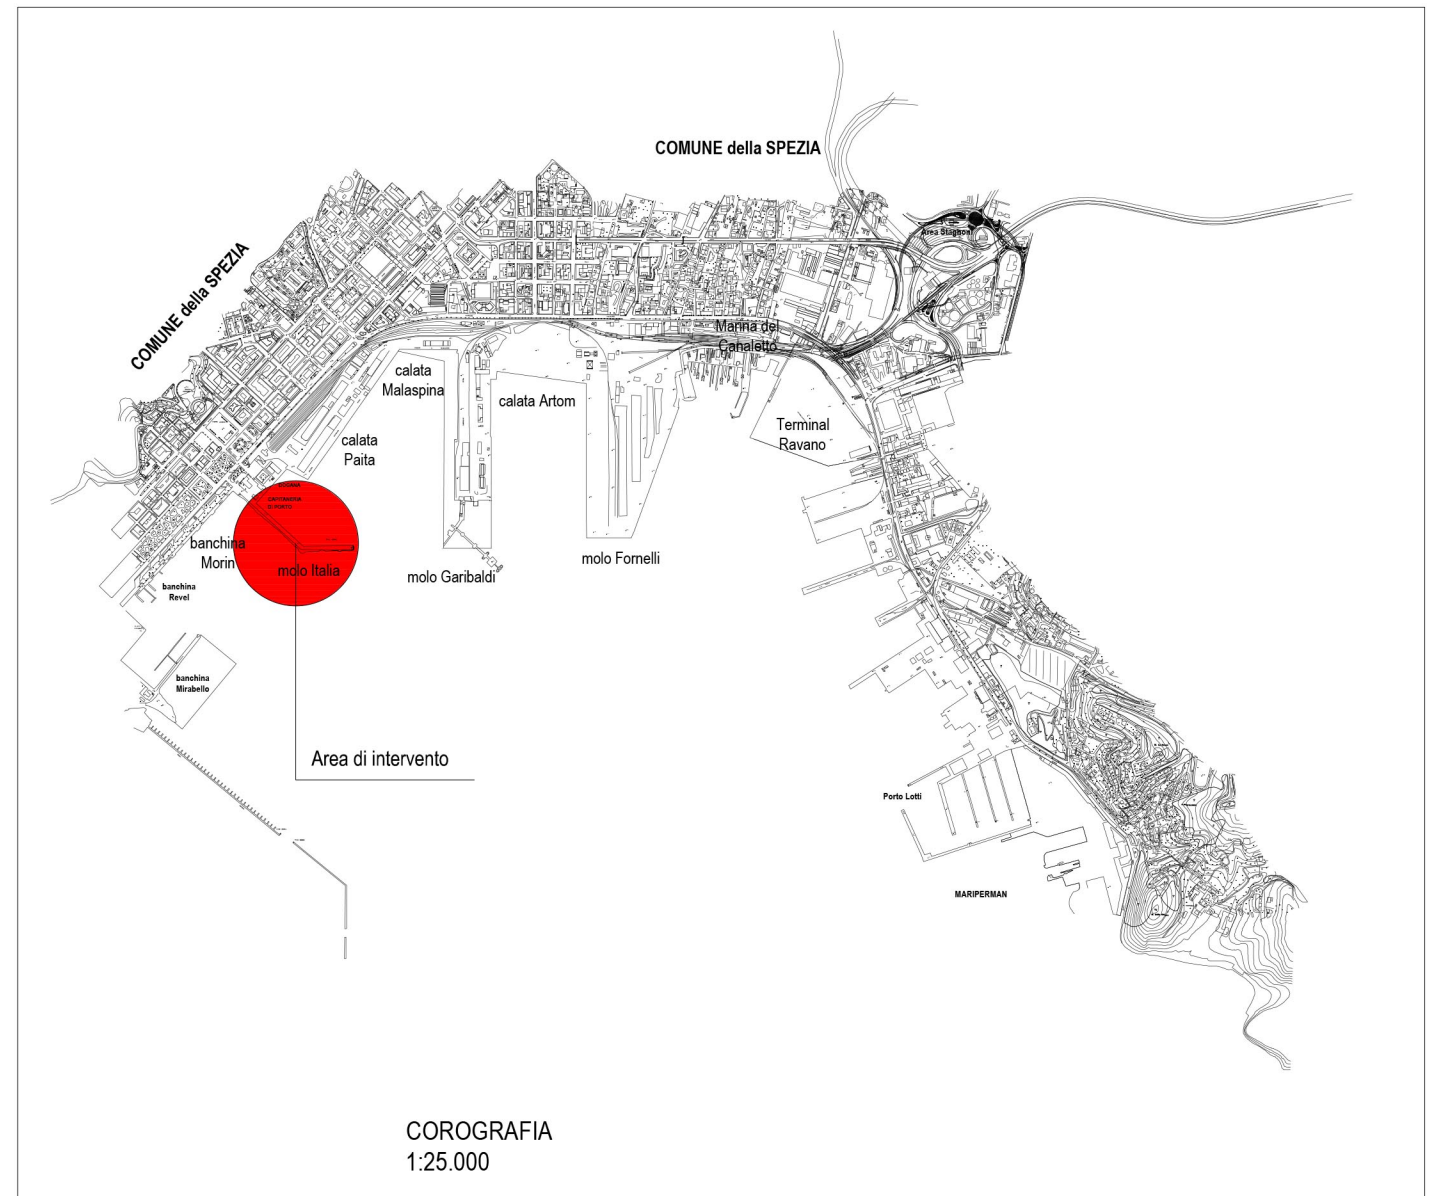 COMUNE della SPEZIA
COMUNE della SPEZIA
Area Stagnoni
Marina del
Canaletto
calata
Malaspina
calata Artom
calata
Paita
Terminal
Ravano
DOGANA
CAPITANERIA
DI PORTO
banchina
Morin
molo Italia
molo Garibaldi
molo Fornelli
banchina
Revel
banchina
Mirabello
Area di intervento
Porto Lotti
MARIPERMAN
COROGRAFIA
1:25.000